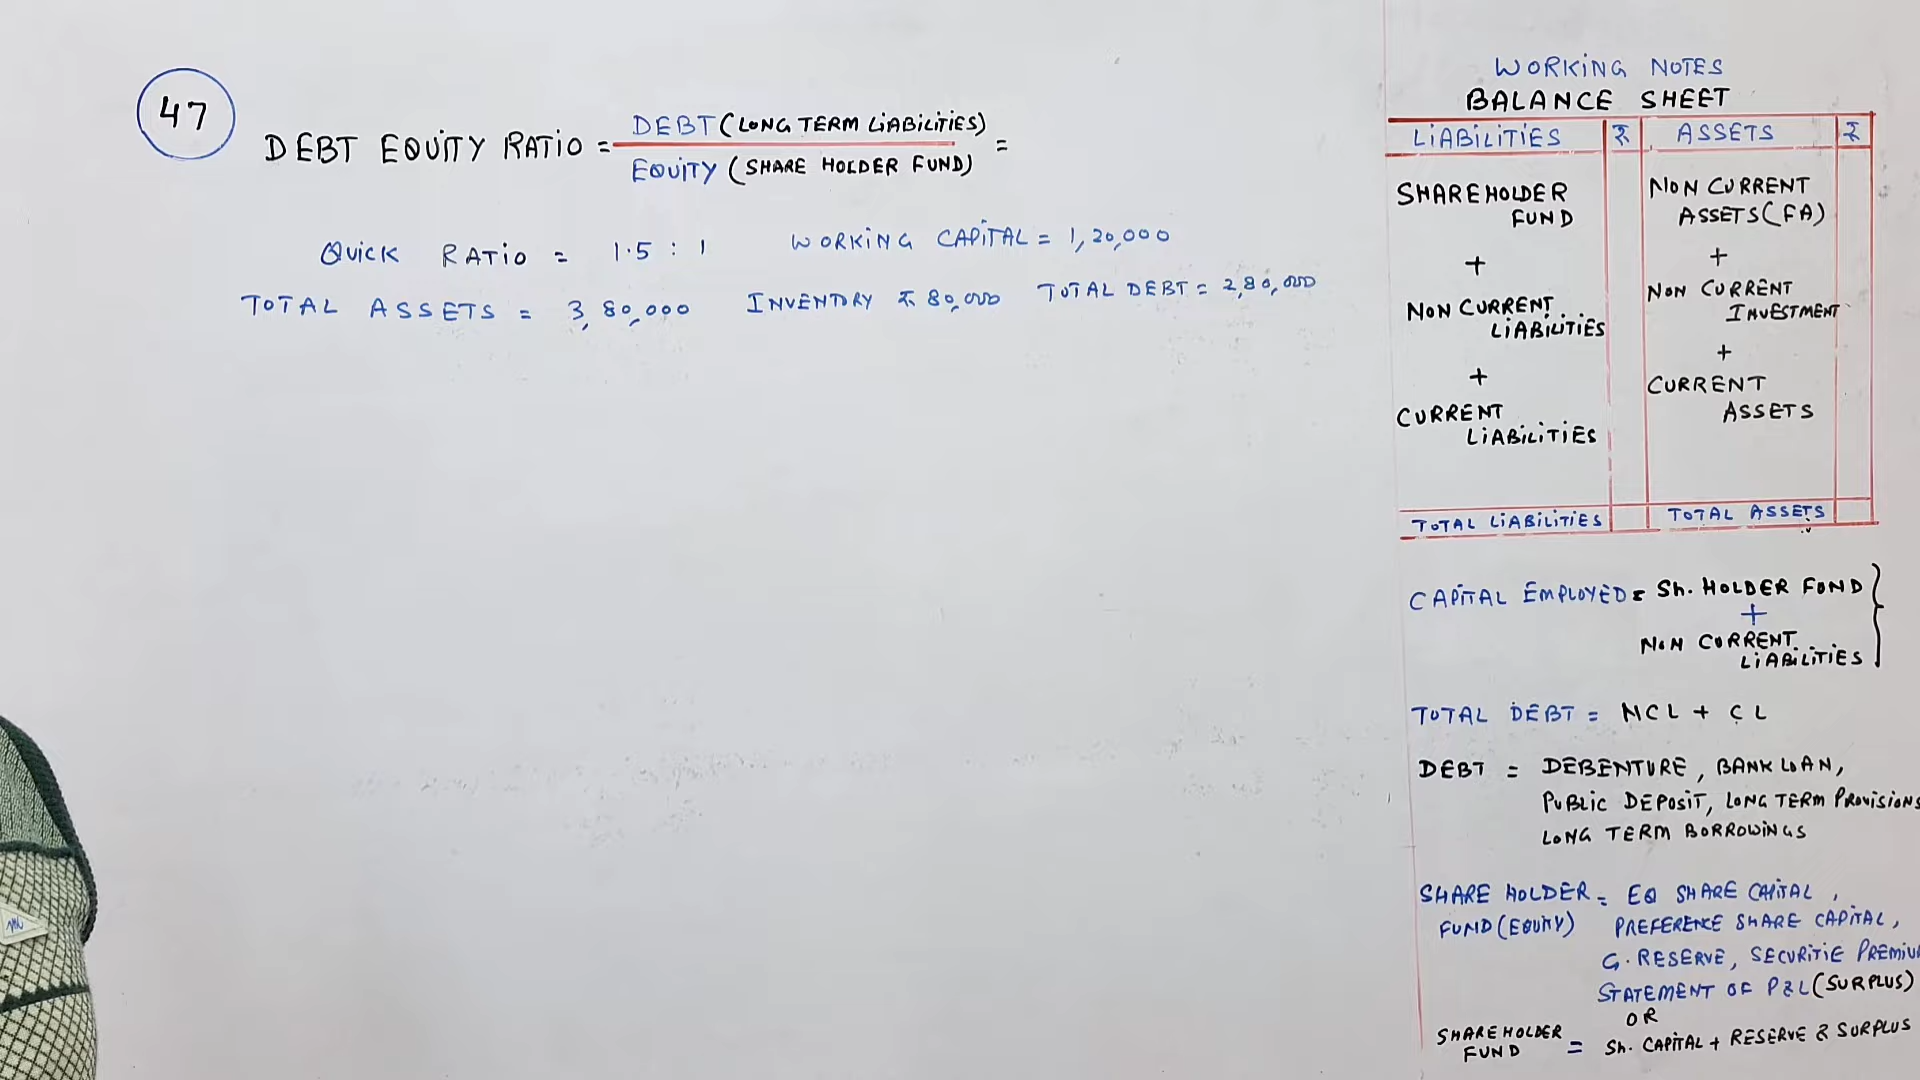 47
DEBT EQUITY RATIO = DEBT (LONG TERM LIABILITIES) =
EQUITY (SHARE HOLDER FUND)
QUICK RATIO = 1.5 : 1 WORKING CAPITAL = 1,20,000
TOTAL ASSETS = 3,80,000 INVENTORY ₹ 80,000 TOTAL DEBT = 2,80,000
WORKING NOTES
BALANCE SHEET
LIABILITIES ₹ ASSETS ₹
SHAREHOLDER
FUND
+
NON CURRENT
LIABILITIES
+
CURRENT
LIABILITIES
NON CURRENT
ASSETS (FA)
+
NON CURRENT
INVESTMENT
+
CURRENT
ASSETS
TOTAL LIABILITIES TOTAL ASSETS
CAPITAL EMPLOYED = Sh. HOLDER FOND
+
NON CURRENT
LIABILITIES
TOTAL DEBT = NCL + CL
DEBT = DEBENTURE, BANK LOAN,
PUBLIC DEPOSIT, LONG TERM PROVISIONS
LONG TERM BORROWINGS
SHARE HOLDER = EQ SHARE CAPITAL,
FUND (EQUITY) PREFERENCE SHARE CAPITAL,
G. RESERVE, SECURITIE PREMIU
STATEMENT OF P&L (SURPLUS)
OR
SHAREHOLDER
FUND = Sh. CAPITAL + RESERVE & SURPLUS